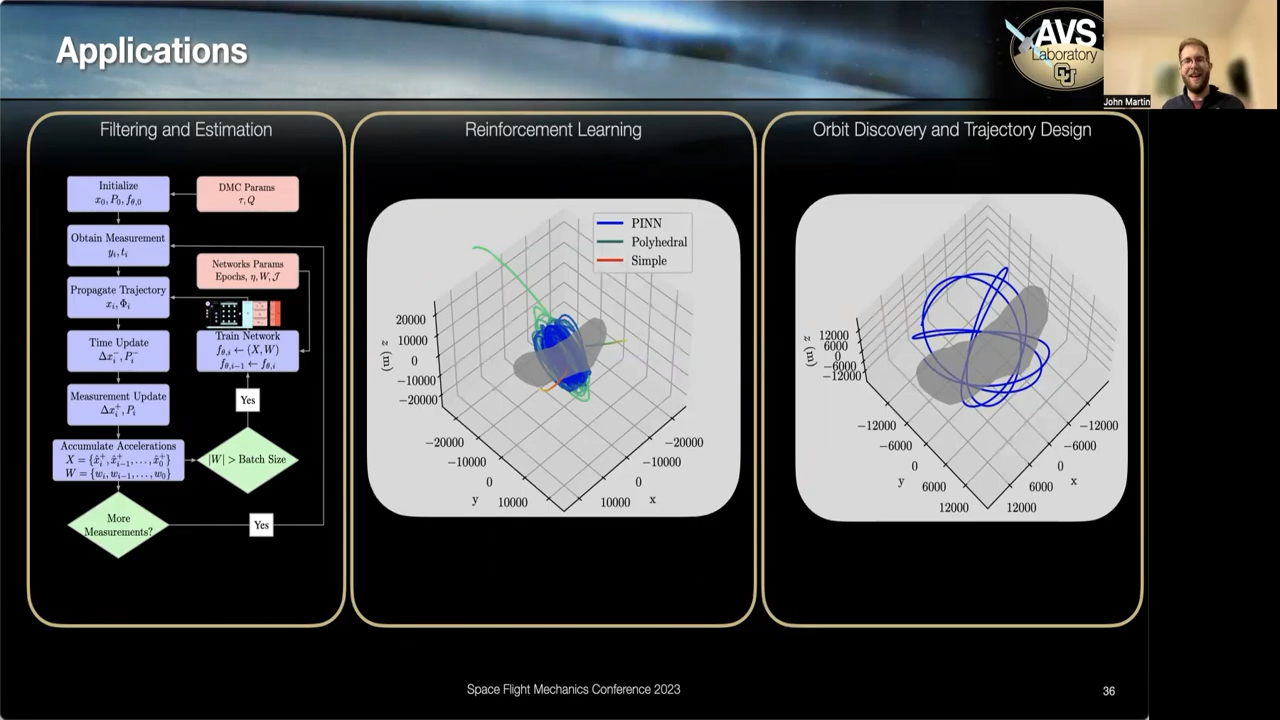 Applications
AVS
Laboratory
CU
John Martin
Filtering and Estimation
Initialize
x₀, P₀, f_θ,0
DMC Params
τ, Q
Obtain Measurement
yᵢ, tᵢ
Networks Params
Epochs, η, W, 𝒥
Propagate Trajectory
xᵢ, Φᵢ
Time Update
Δxᵢ⁻, Pᵢ⁻
Train Network
f_θ,i ← (X, W)
f_θ,i−1 ← f_θ,i
Measurement Update
Δxᵢ⁺, Pᵢ
Yes
Accumulate Accelerations
X = {x̂ᵢ⁺, x̂ᵢ₋₁⁺, …, x̂₀⁺}
W = {wᵢ, wᵢ₋₁, …, w₀}
|W| > Batch Size
More
Measurements?
Yes
Reinforcement Learning
PINN
Polyhedral
Simple
20000
10000
0
−10000
−20000
z (m)
−20000
−10000
0
10000
y
−20000
−10000
0
10000
x
Orbit Discovery and Trajectory Design
12000
6000
0
−6000
−12000
z (m)
−12000
−6000
0
6000
12000
y
−12000
−6000
0
6000
12000
x
Space Flight Mechanics Conference 2023
36